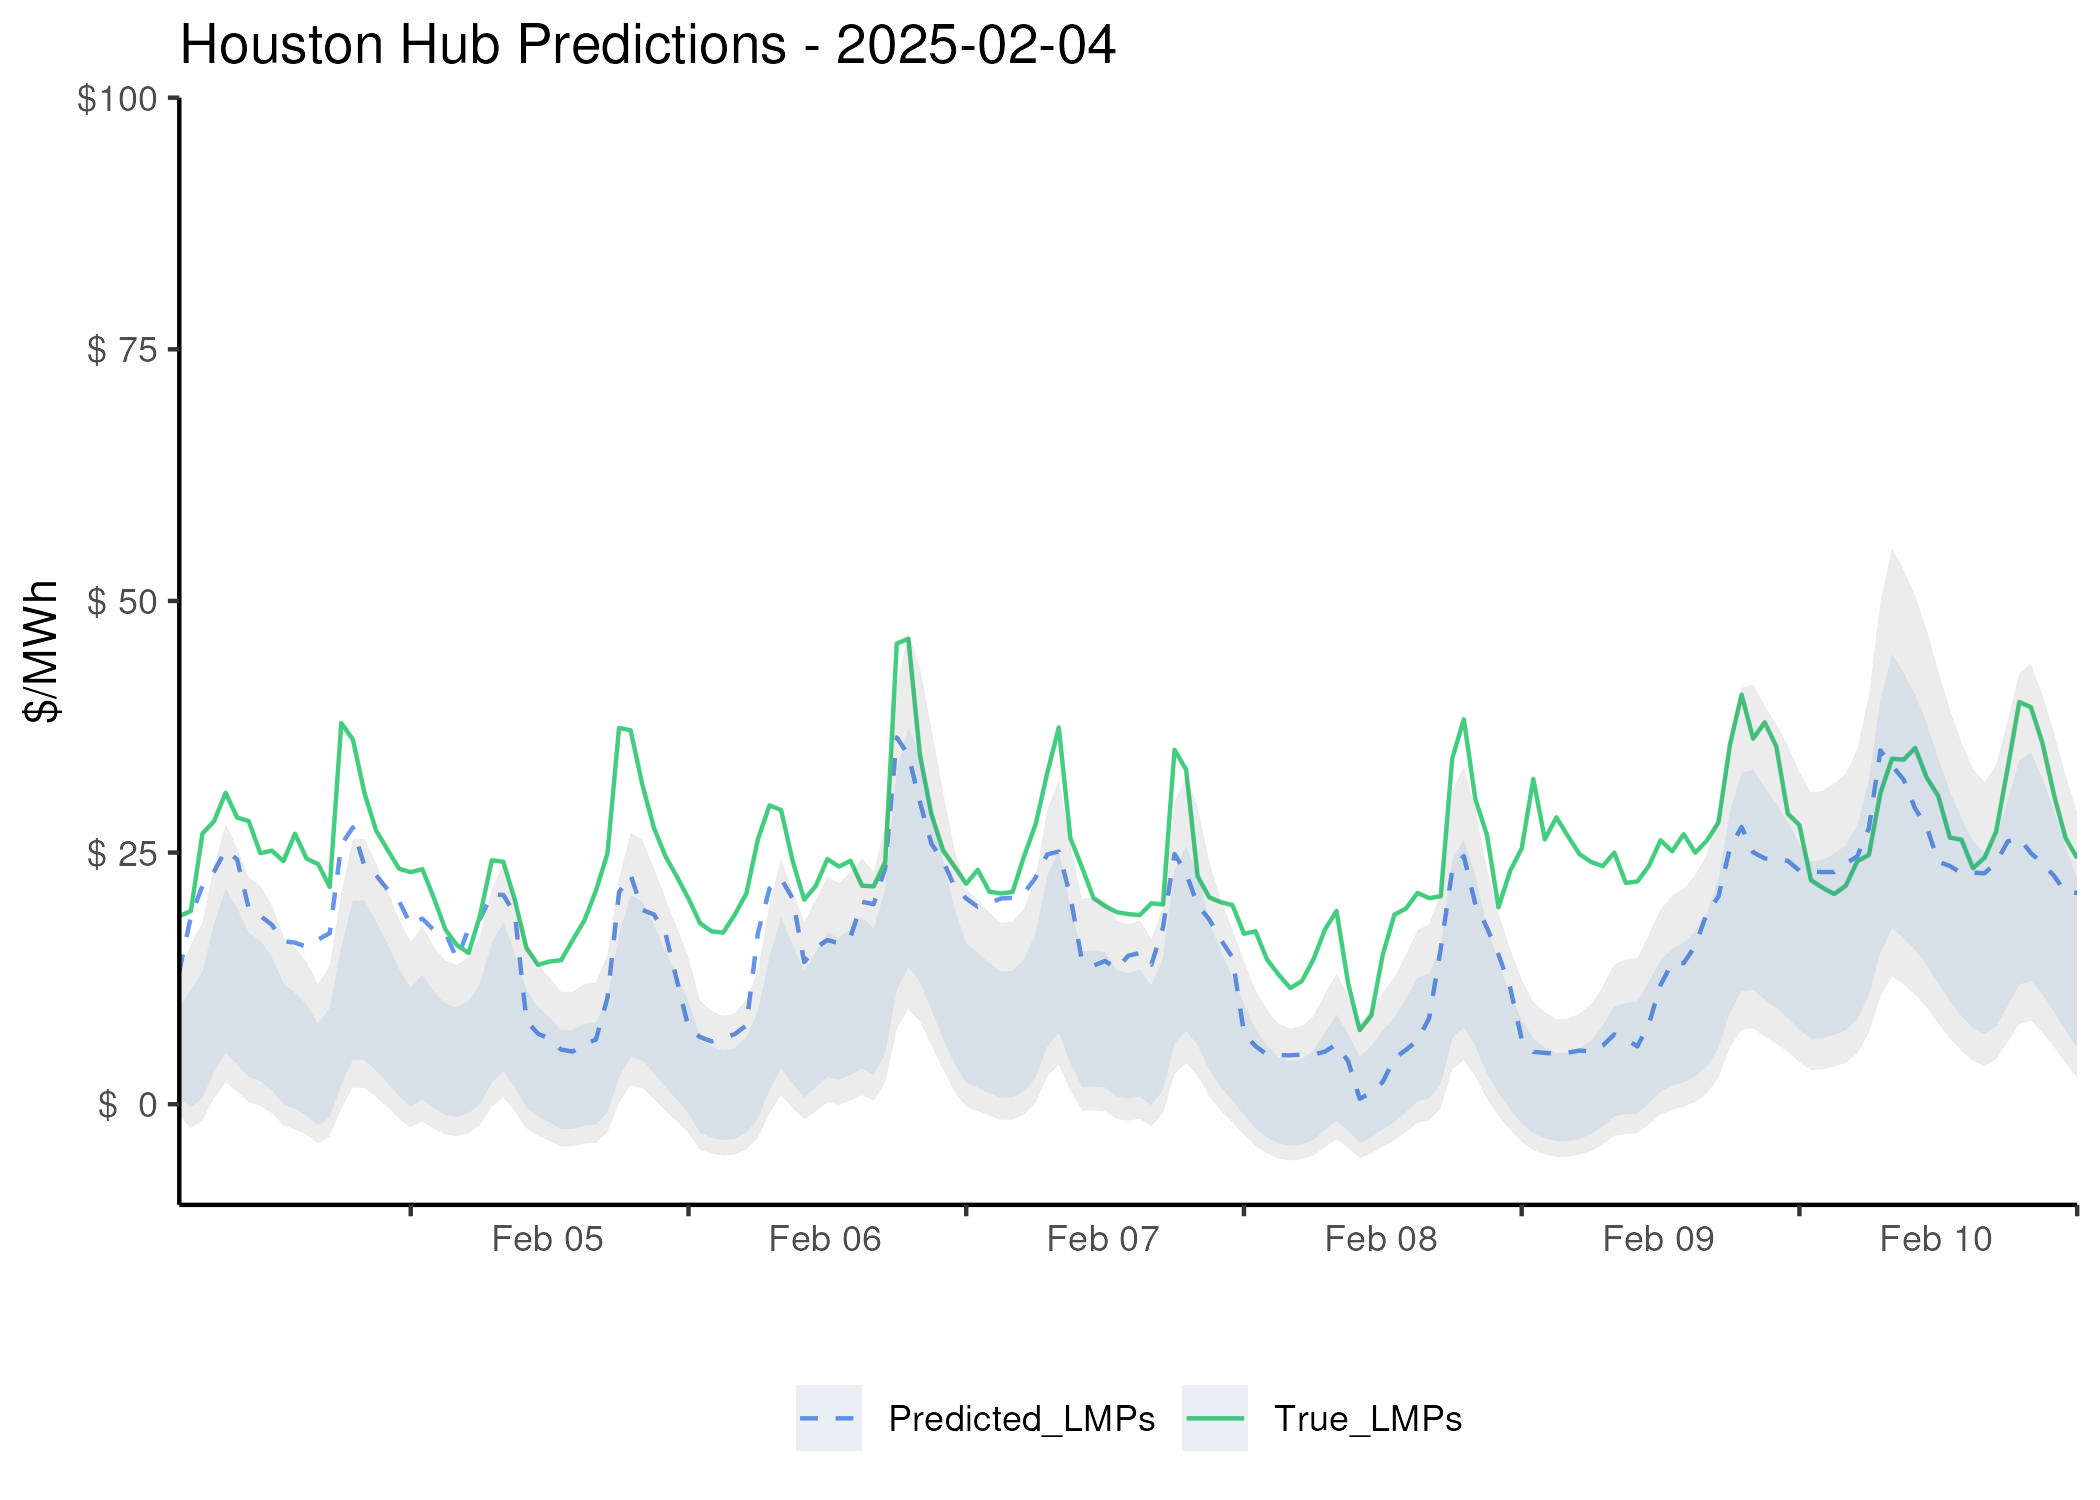 Houston Hub Predictions - 2025-02-04
$100
$ 75
$ 50
$ 25
$  0
$/MWh
Feb 05 Feb 06 Feb 07 Feb 08 Feb 09 Feb 10
Predicted_LMPs True_LMPs